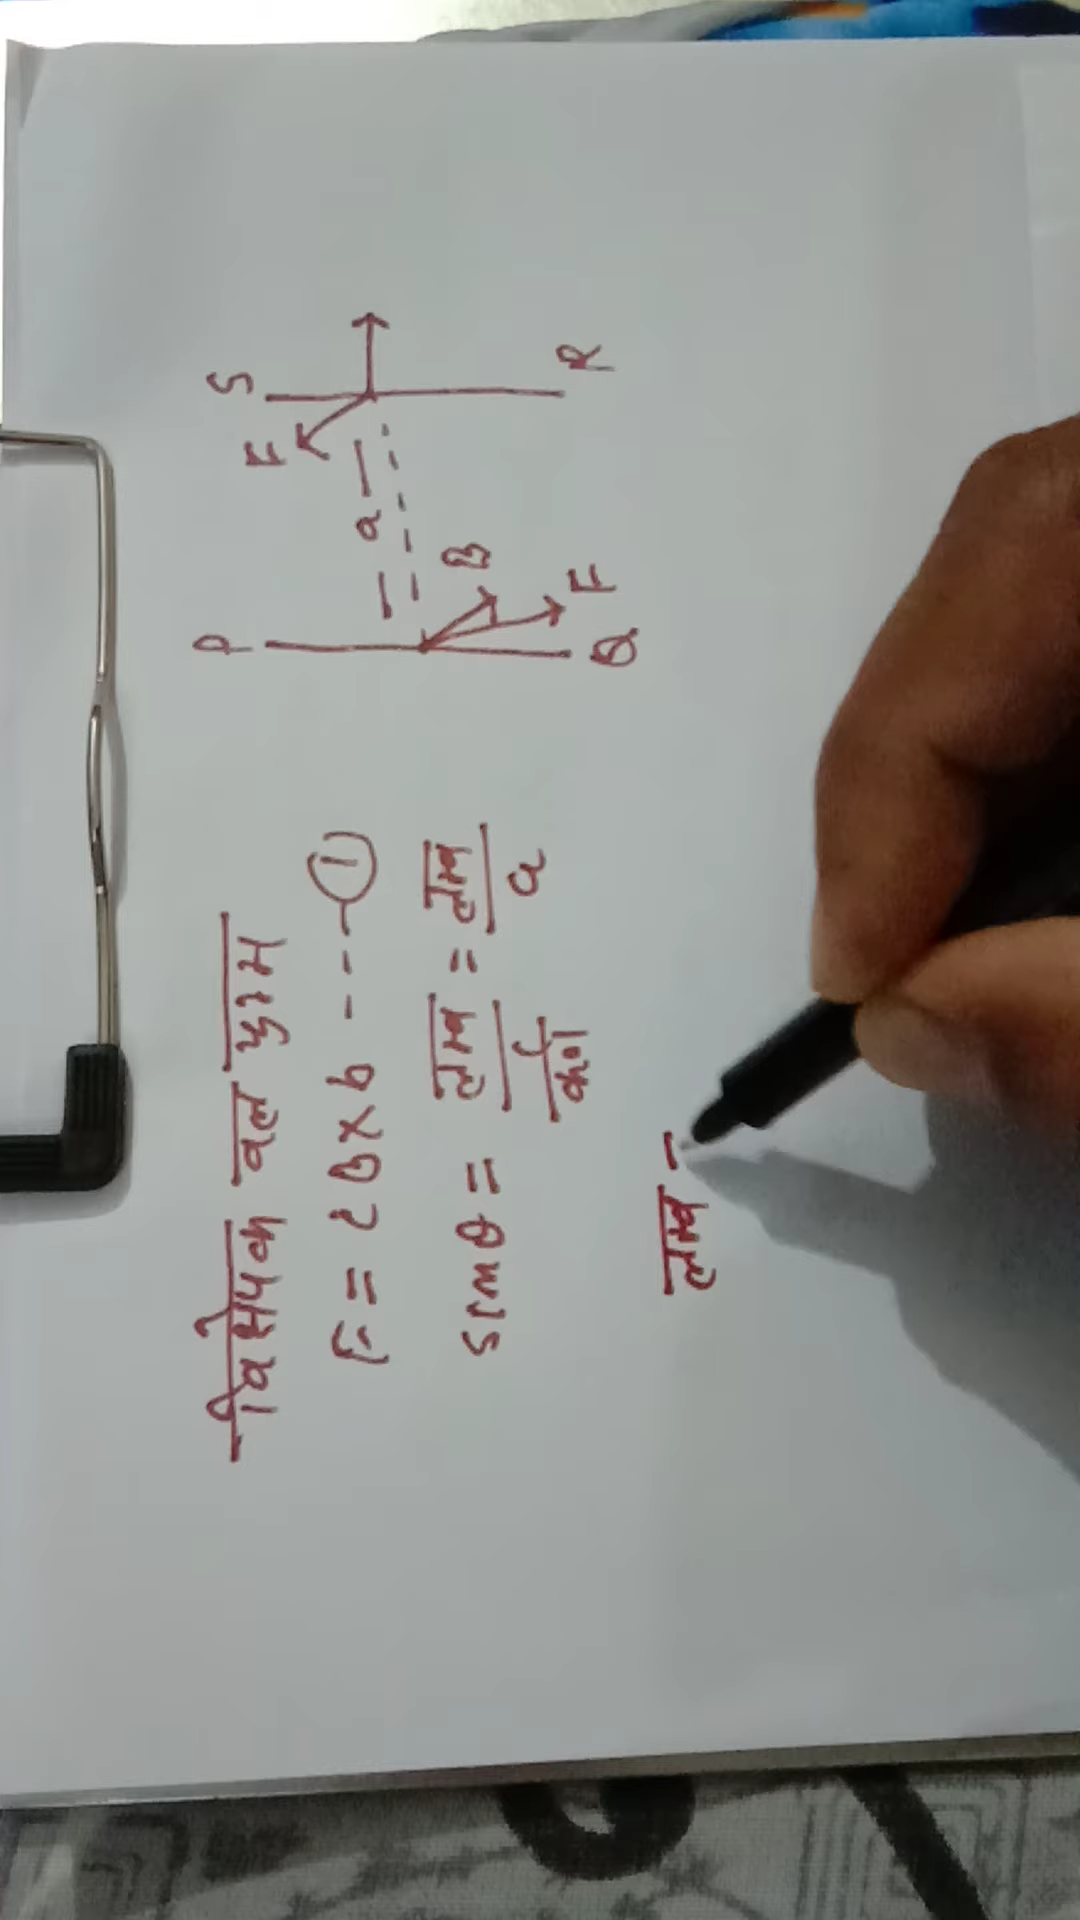 विक्षेपक बल युग्म
F = 2B×b --- ①
sinθ = लम्ब/कर्ण = लम्ब/a
लम्ब -
P
S
F
a
B
F
Q
R